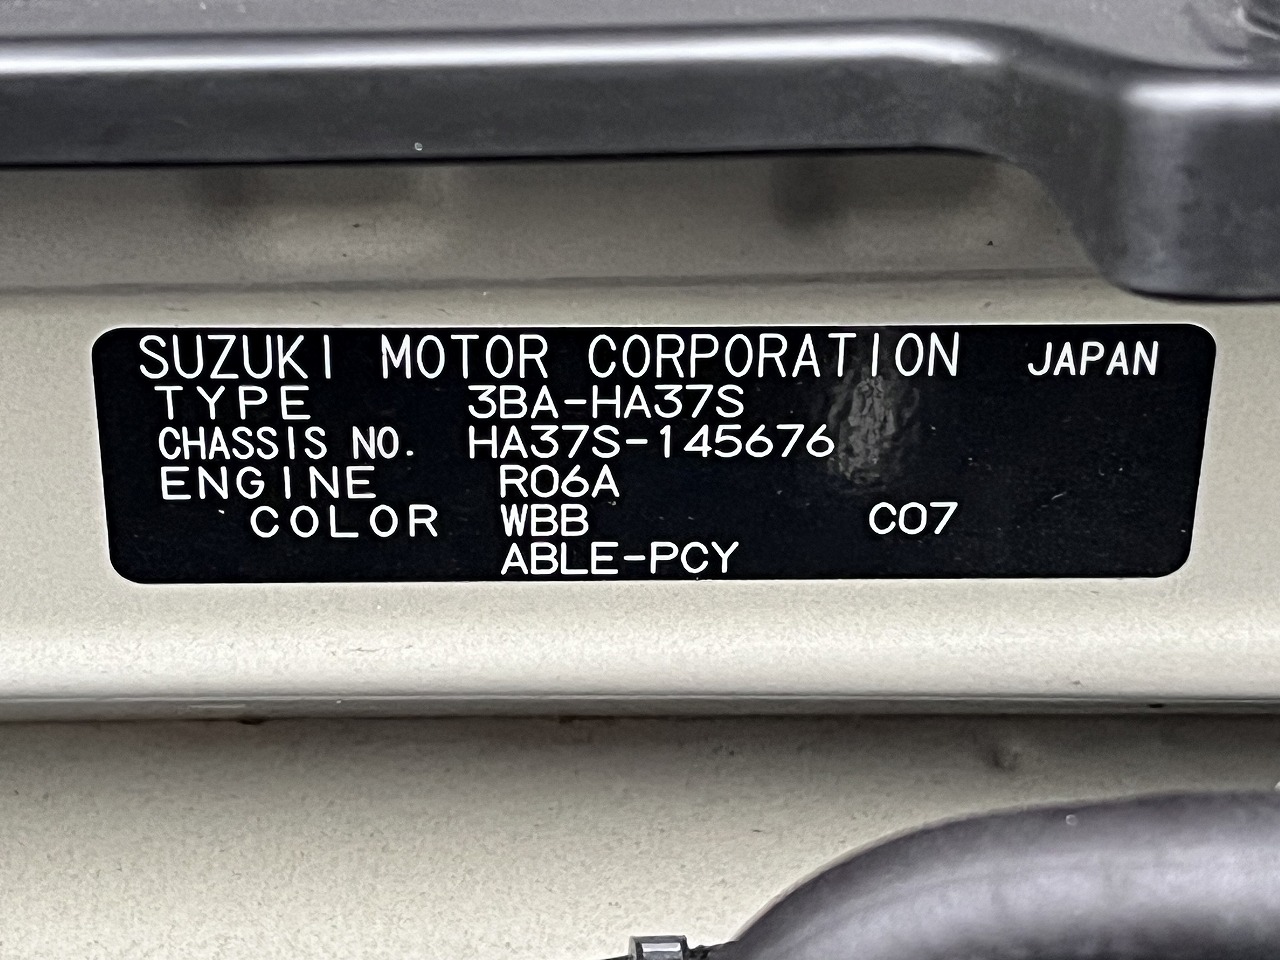 SUZUKI MOTOR CORPORATION JAPAN
TYPE 3BA-HA37S
CHASSIS NO. HA37S-145676
ENGINE R06A
COLOR WBB C07
ABLE-PCY